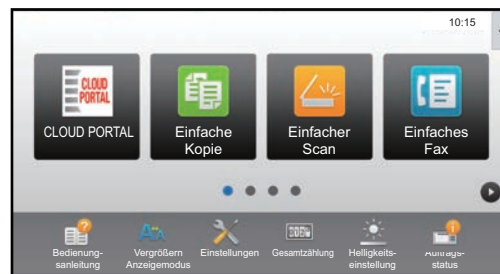 10:15
CLOUD
PORTAL
CLOUD PORTAL
Einfache
Kopie
Einfacher
Scan
Einfaches
Fax
Bedienung-
sanleitung
Vergrößern
Anzeigemodus
Einstellungen
Gesamtzählung
Helligkeits-
einstellung
Auftrags-
status